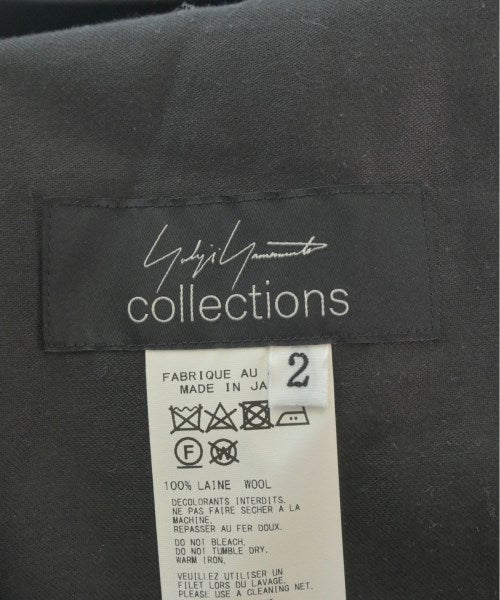 Yohji Yamamoto
collections
2
FABRIQUE AU
MADE IN JA
F
W
100% LAINE WOOL
DECOLORANTS INTERDITS.
NE PAS FAIRE SECHER A LA
MACHINE.
REPASSER AU FER DOUX.
DO NOT BLEACH.
DO NOT TUMBLE DRY.
WARM IRON.
VEUILLEZ UTILISER UN
FILET LORS DU LAVAGE.
PLEASE USE A CLEANING NET.